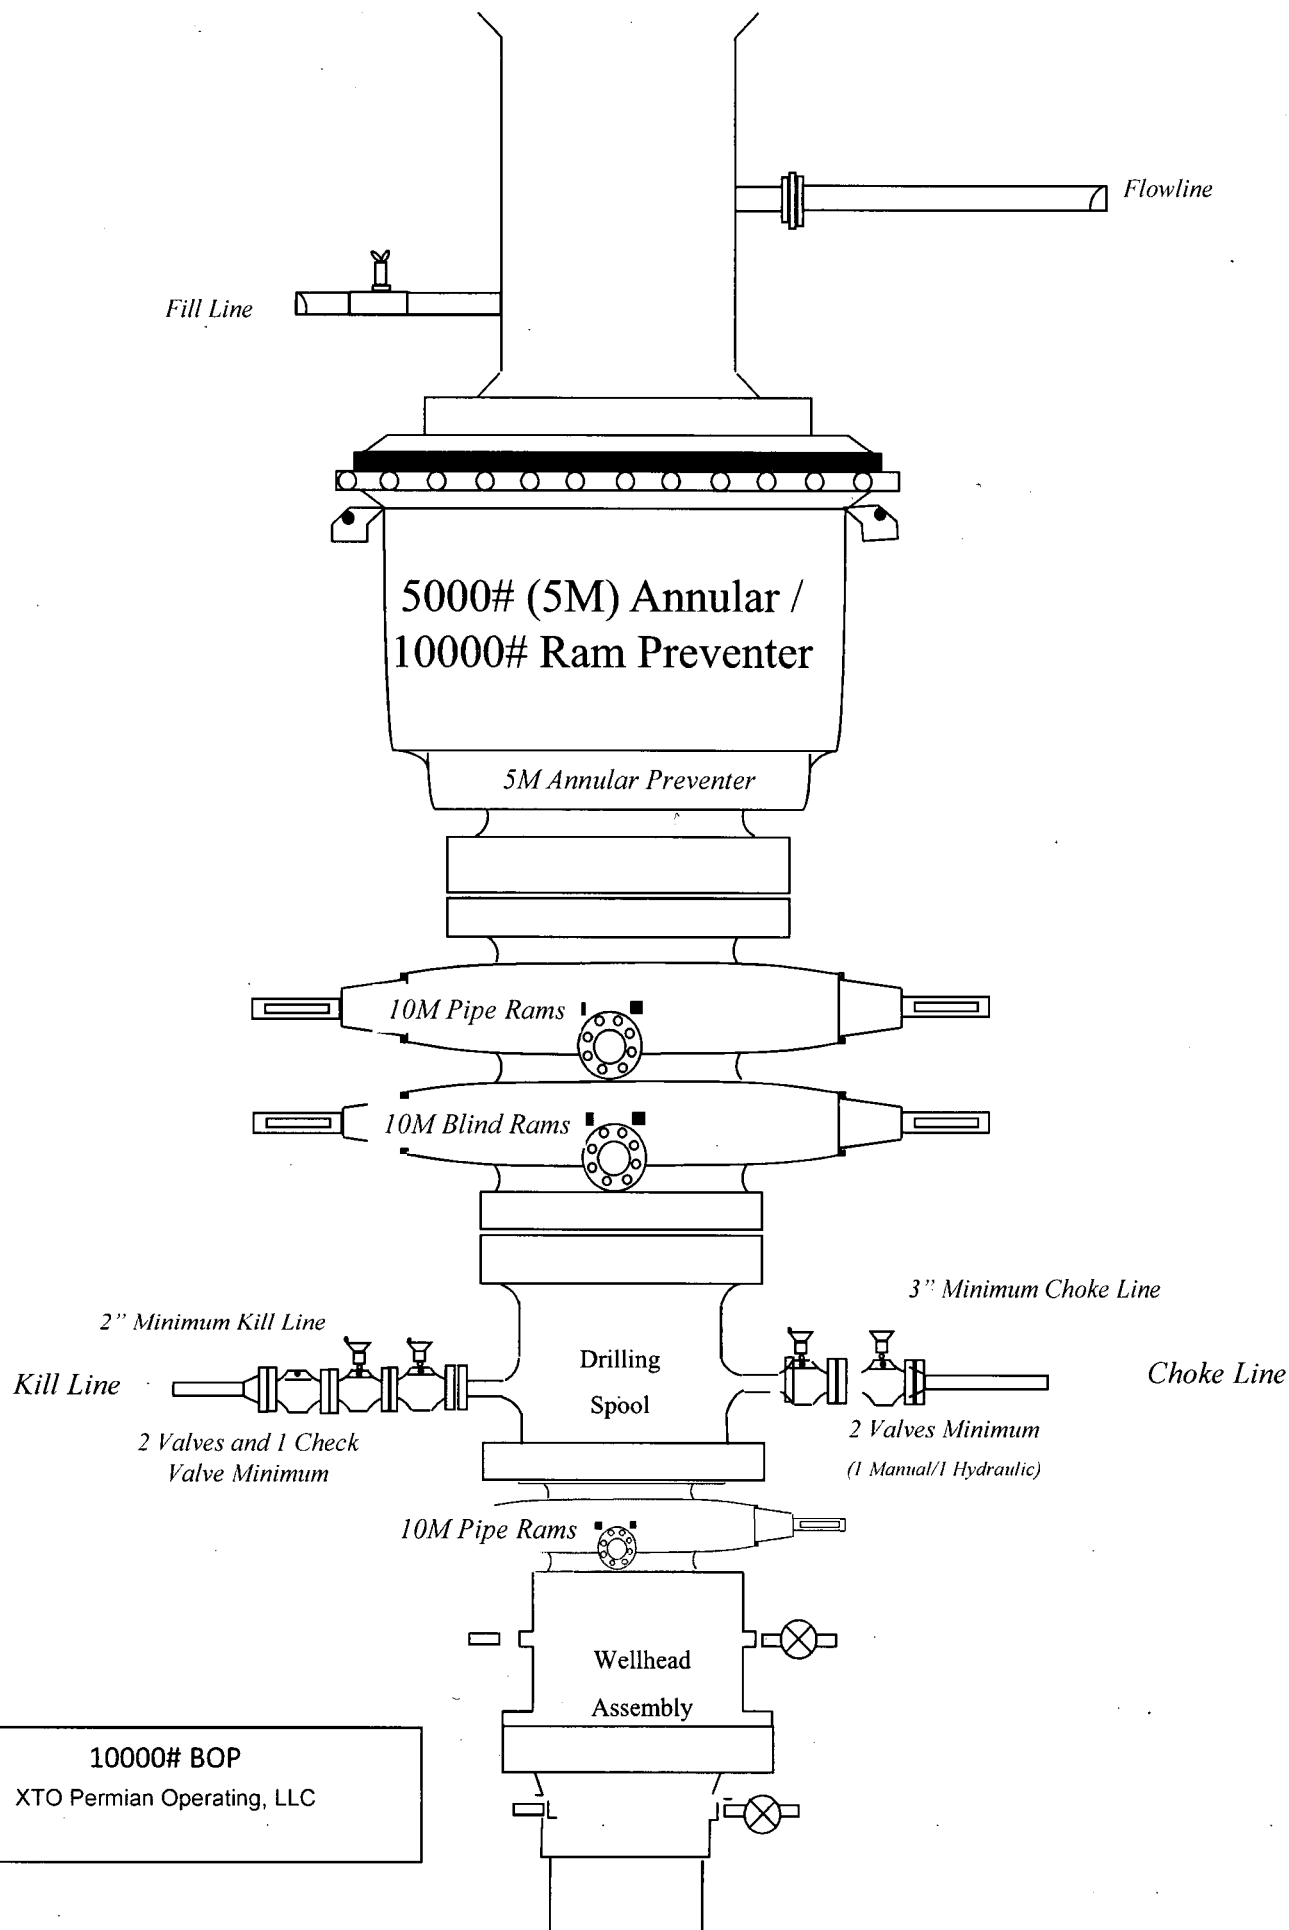 Flowline
Fill Line
5000# (5M) Annular /
10000# Ram Preventer
5M Annular Preventer
10M Pipe Rams
10M Blind Rams
3” Minimum Choke Line
2” Minimum Kill Line
Kill Line
Drilling
Spool
Choke Line
2 Valves and 1 Check
Valve Minimum
2 Valves Minimum
(1 Manual/1 Hydraulic)
10M Pipe Rams
Wellhead
Assembly
10000# BOP
XTO Permian Operating, LLC